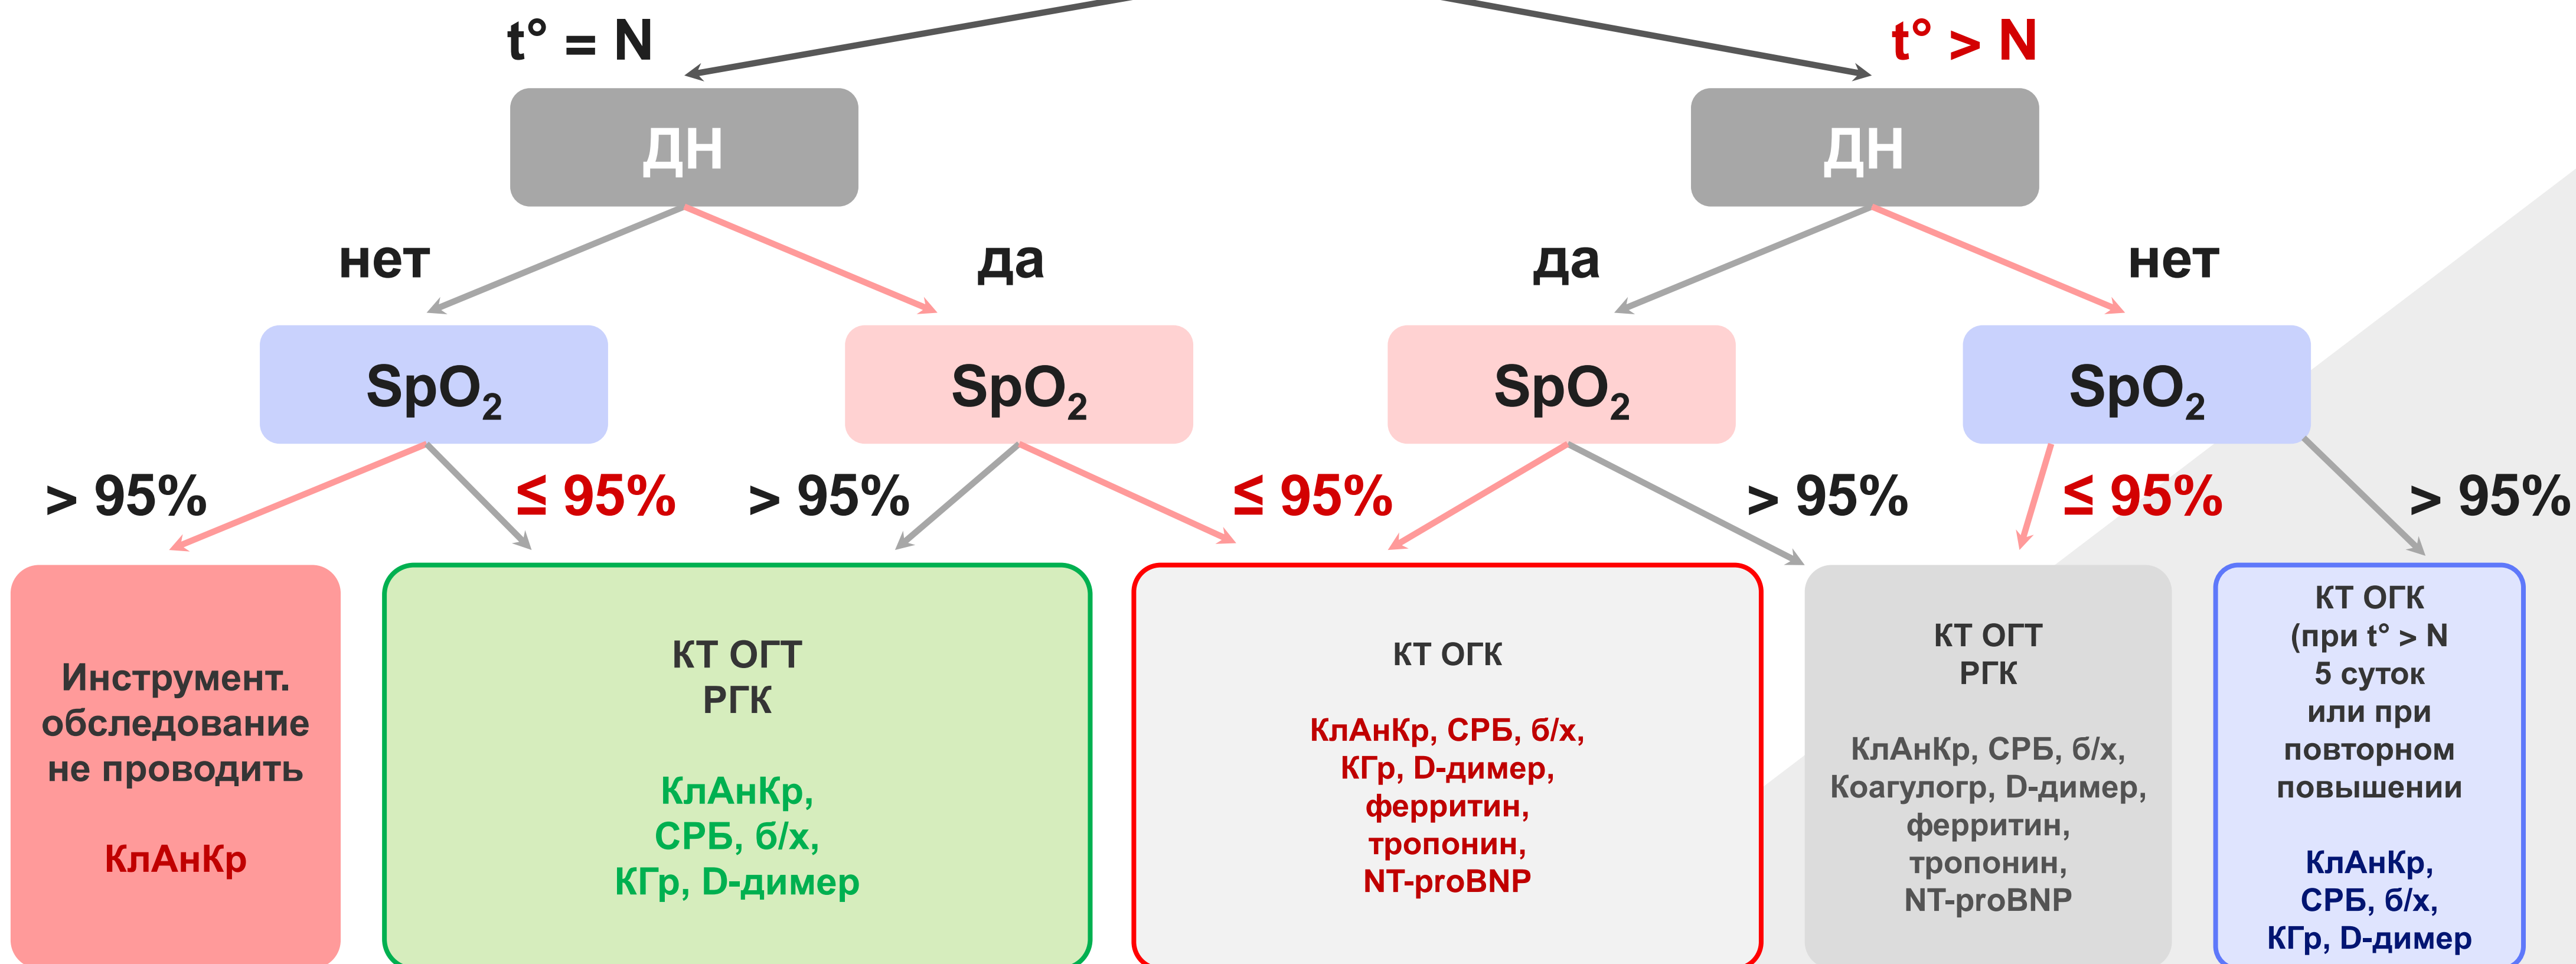 t° = N
t° > N
ДН
ДН
нет
да
да
нет
SpO₂
SpO₂
SpO₂
SpO₂
> 95%
≤ 95%
> 95%
≤ 95%
> 95%
≤ 95%
> 95%
Инструмент.
обследование
не проводить
КлАнКр
КТ ОГТ
РГК
КлАнКр,
СРБ, б/х,
КГр, D-димер
КТ ОГК
КлАнКр, СРБ, б/х,
КГр, D-димер,
ферритин,
тропонин,
NT-proBNP
КТ ОГТ
РГК
КлАнКр, СРБ, б/х,
Коагулогр, D-димер,
ферритин,
тропонин,
NT-proBNP
КТ ОГК
(при t° > N
5 суток
или при
повторном
повышении
КлАнКр,
СРБ, б/х,
КГр, D-димер